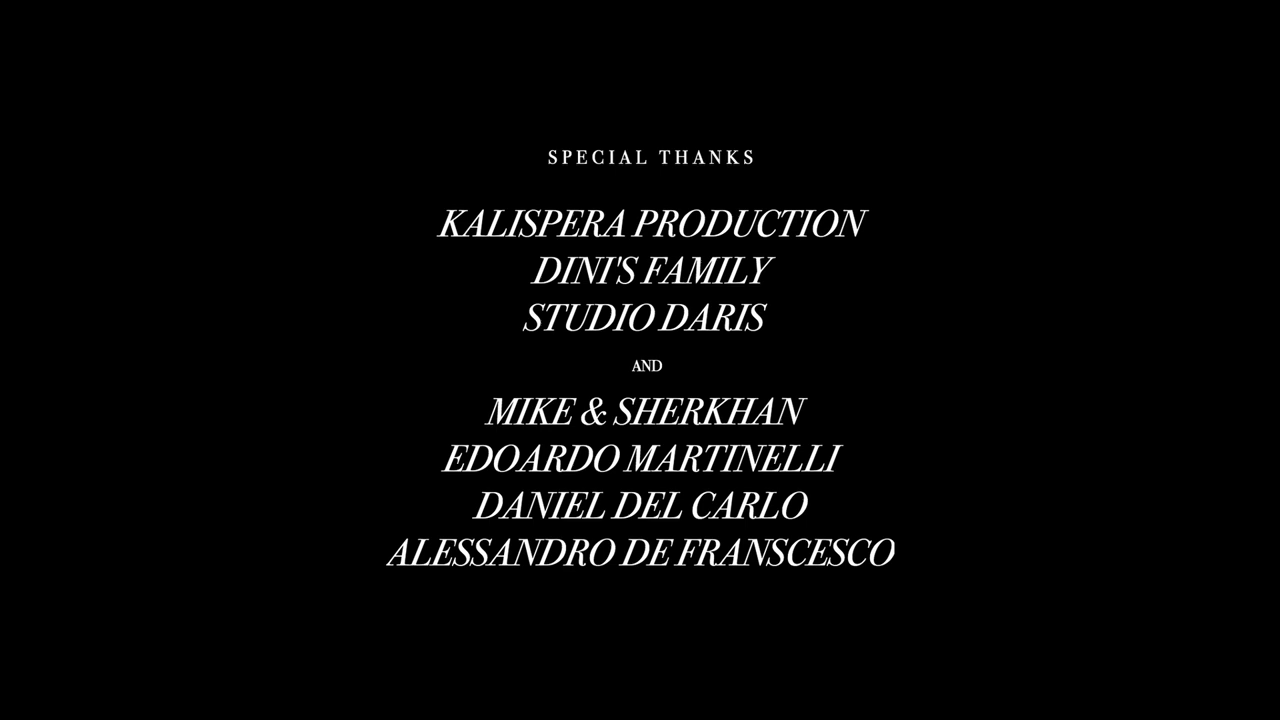 SPECIAL THANKS
KALISPERA PRODUCTION
DINI'S FAMILY
STUDIO DARIS
AND
MIKE & SHERKHAN
EDOARDO MARTINELLI
DANIEL DEL CARLO
ALESSANDRO DE FRANSCESCO